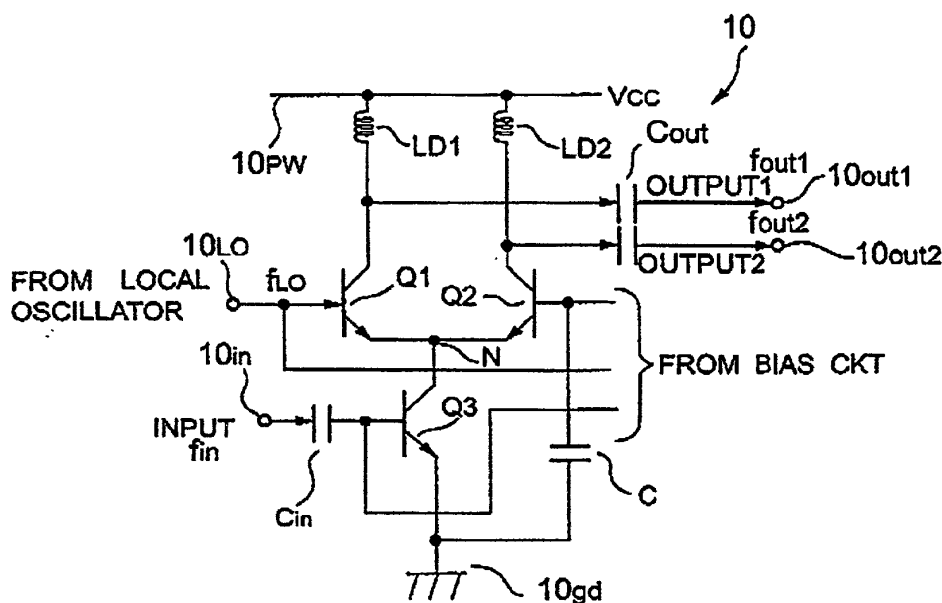 10
VCC
Cout
LD1
LD2
10PW
fout1
OUTPUT1
10out1
fout2
OUTPUT2
10out2
10LO
FROM LOCAL
OSCILLATOR
fLO
Q1
Q2
N
FROM BIAS CKT
10in
INPUT
fin
Q3
Cin
C
10gd